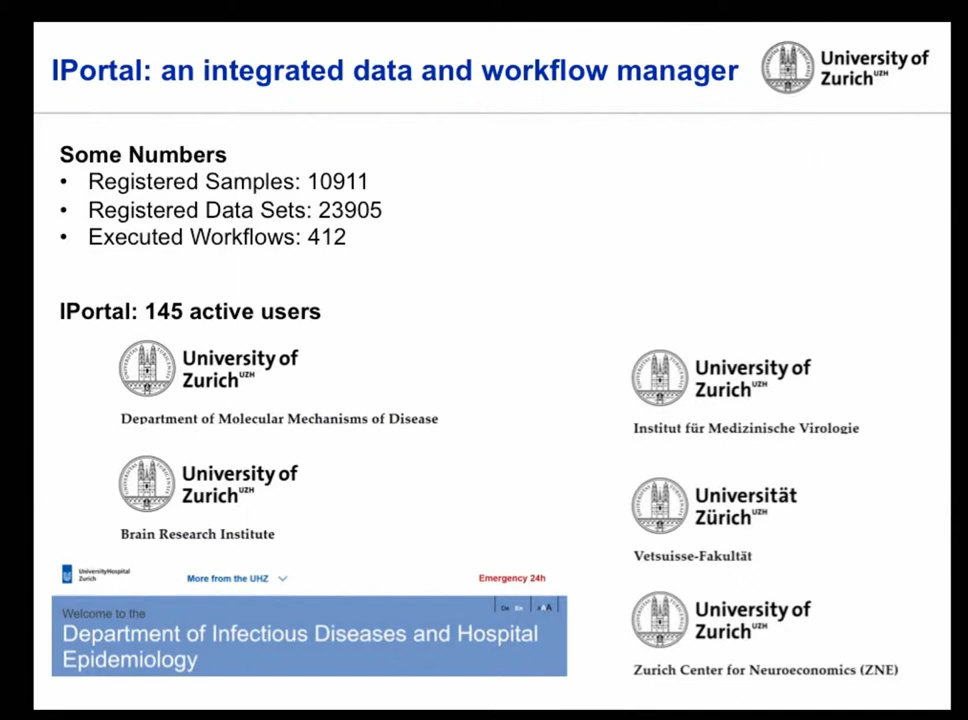 IPortal: an integrated data and workflow manager
University of
Zurich UZH
Some Numbers
• Registered Samples: 10911
• Registered Data Sets: 23905
• Executed Workflows: 412
IPortal: 145 active users
University of
Zurich UZH
Department of Molecular Mechanisms of Disease
University of
Zurich UZH
Brain Research Institute
UniversityHospital
Zurich
More from the UHZ
Emergency 24h
De En AAA
Welcome to the
Department of Infectious Diseases and Hospital
Epidemiology
University of
Zurich UZH
Institut für Medizinische Virologie
Universität
Zürich UZH
Vetsuisse-Fakultät
University of
Zurich UZH
Zurich Center for Neuroeconomics (ZNE)